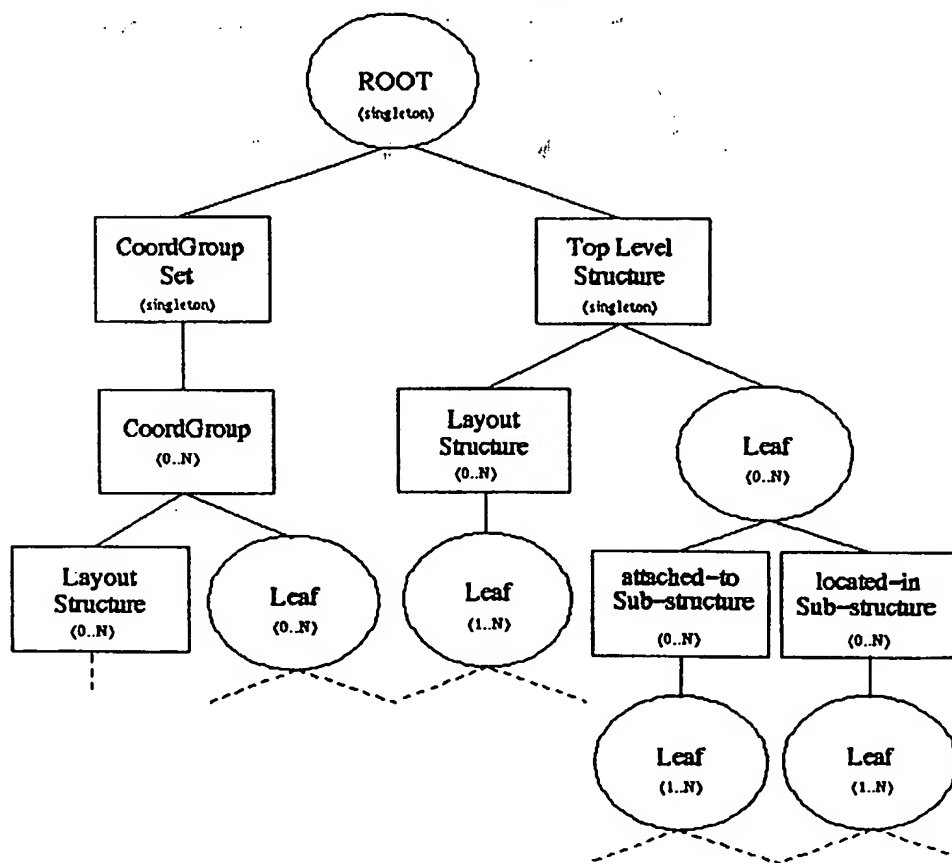 ROOT
(singleton)
CoordGroup
Set
(singleton)
Top Level
Structure
(singleton)
CoordGroup
(0..N)
Layout
Structure
(0..N)
Leaf
(0..N)
Layout
Structure
(0..N)
Leaf
(0..N)
Leaf
(1..N)
attached-to
Sub-structure
(0..N)
located-in
Sub-structure
(0..N)
Leaf
(1..N)
Leaf
(1..N)